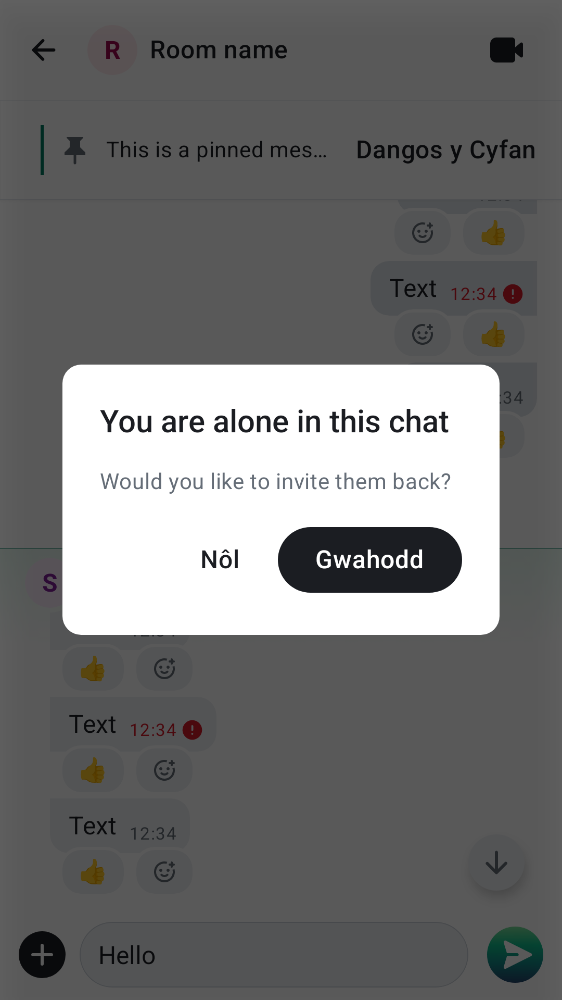 R Room name
This is a pinned mes... Dangos y Cyfan
Text 12:34
:34
You are alone in this chat
Would you like to invite them back?
Nôl Gwahodd
S
Text 12:34
Text 12:34
Hello